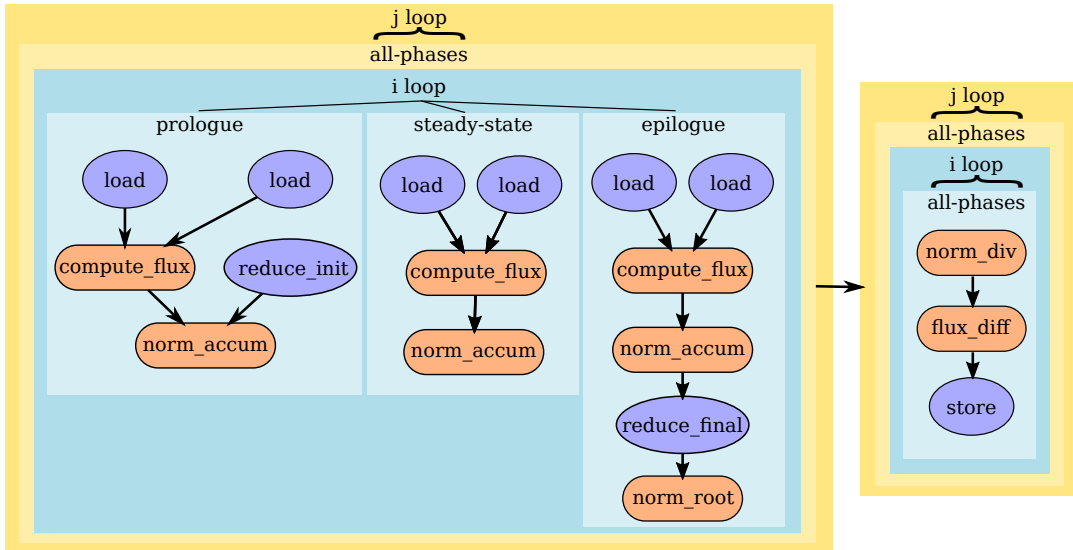 j loop
all-phases
i loop
prologue
load
load
compute_flux
reduce_init
norm_accum
steady-state
load
load
compute_flux
norm_accum
epilogue
load
load
compute_flux
norm_accum
reduce_final
norm_root
j loop
all-phases
i loop
all-phases
norm_div
flux_diff
store